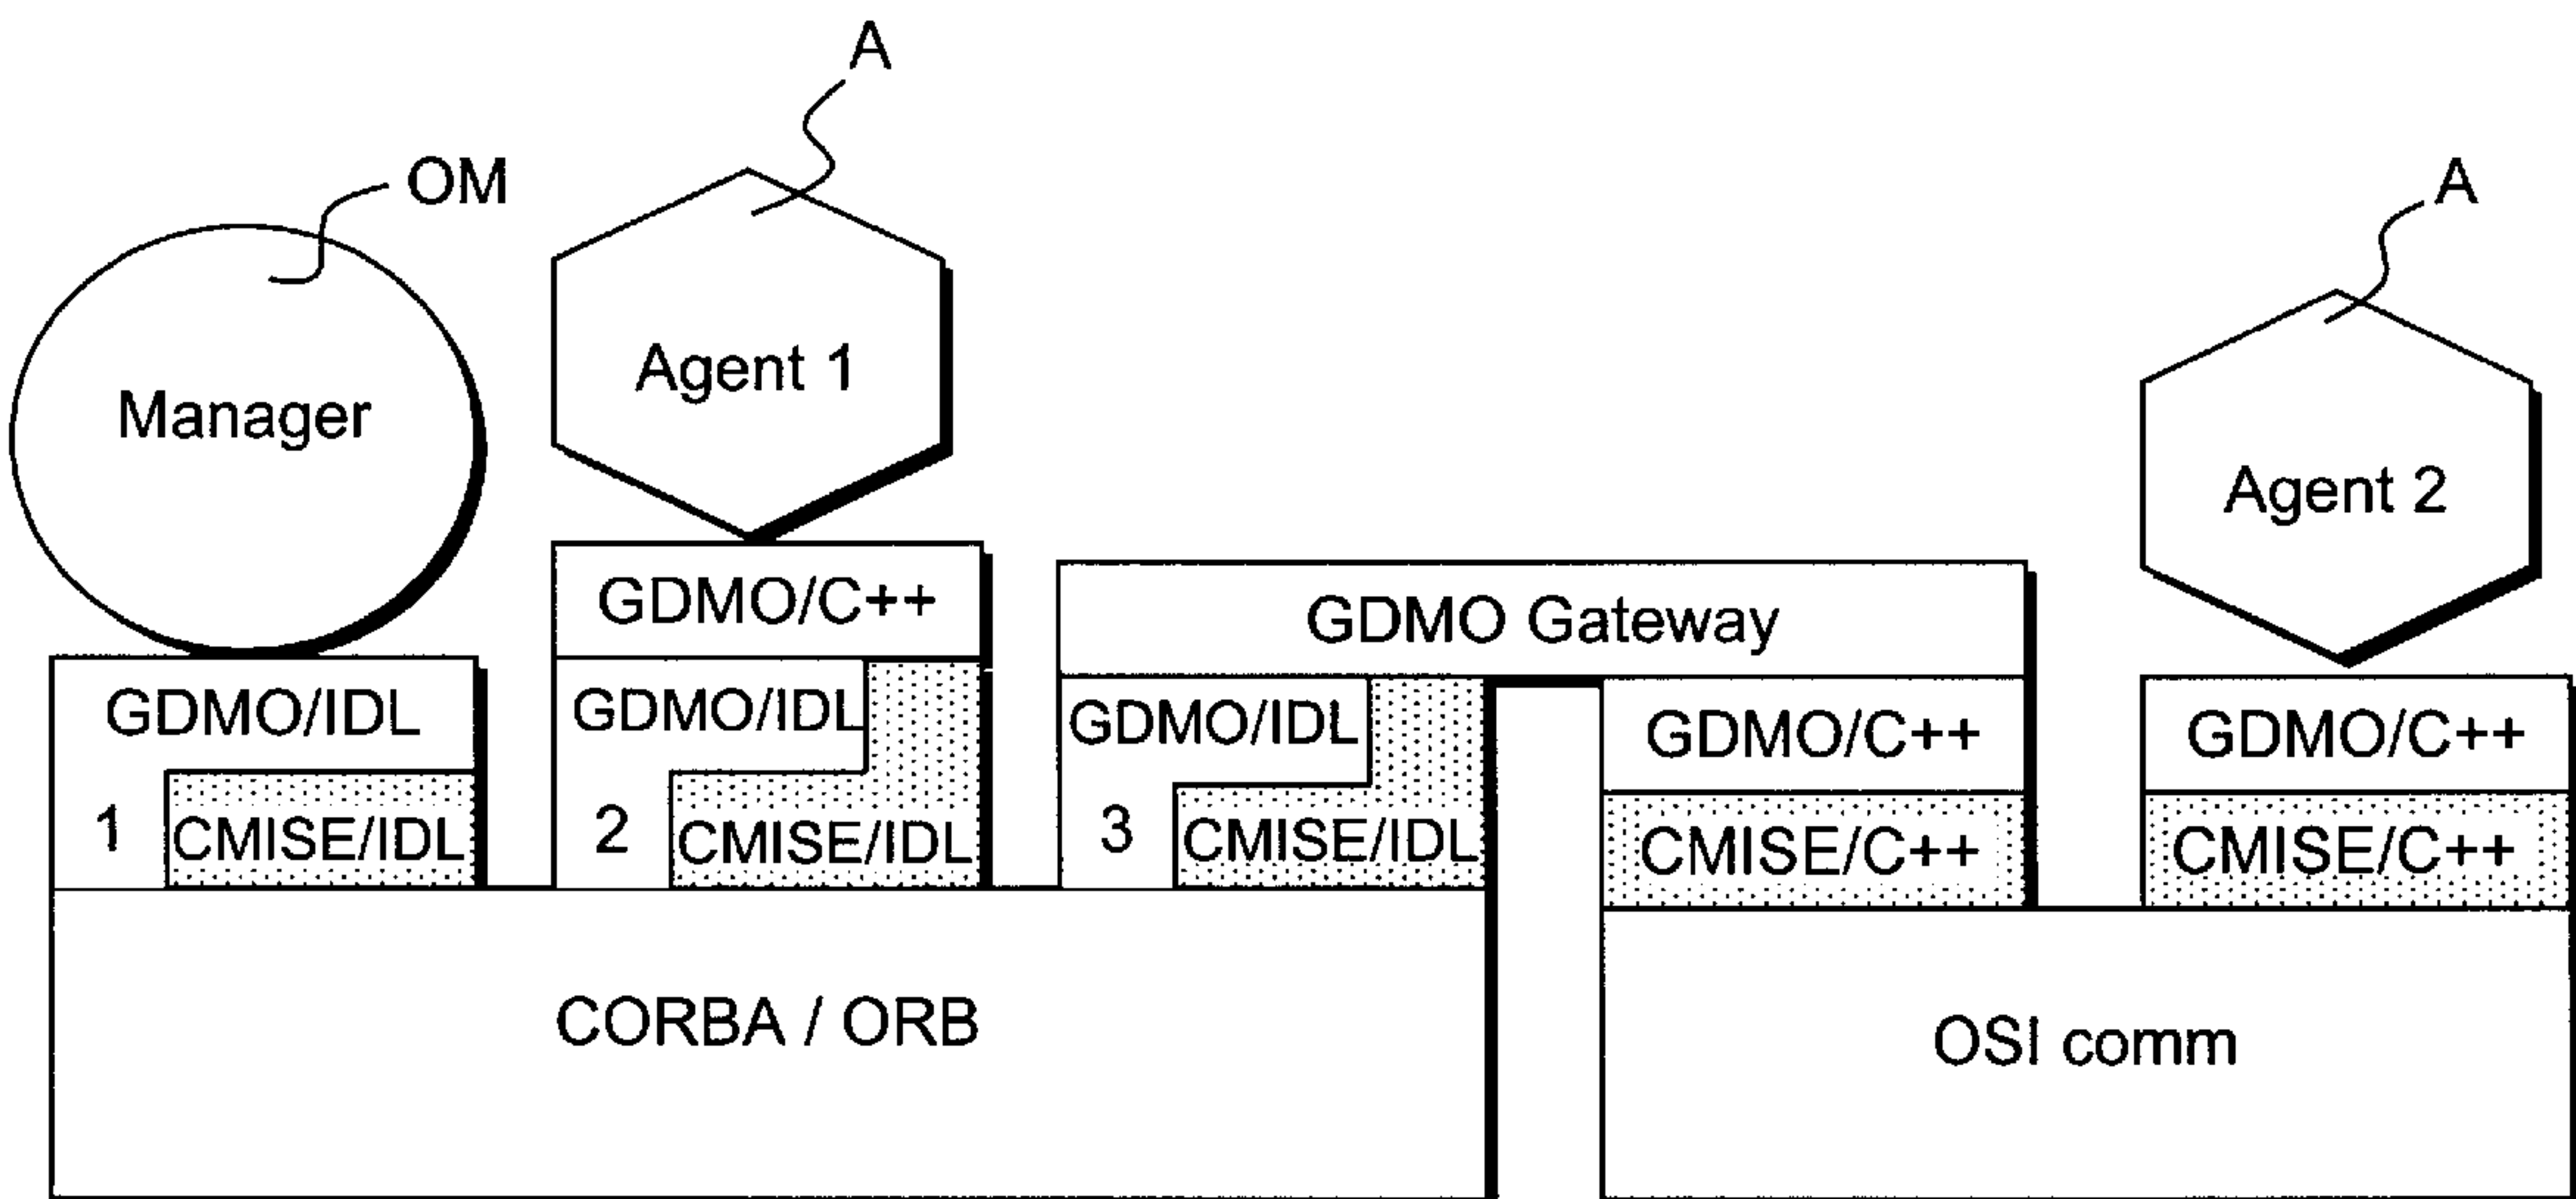 A
OM
A
Manager
Agent 1
Agent 2
GDMO/C++
GDMO Gateway
GDMO/IDL
GDMO/IDL
GDMO/IDL
GDMO/C++
GDMO/C++
1
CMISE/IDL
2
CMISE/IDL
3
CMISE/IDL
CMISE/C++
CMISE/C++
CORBA / ORB
OSI comm